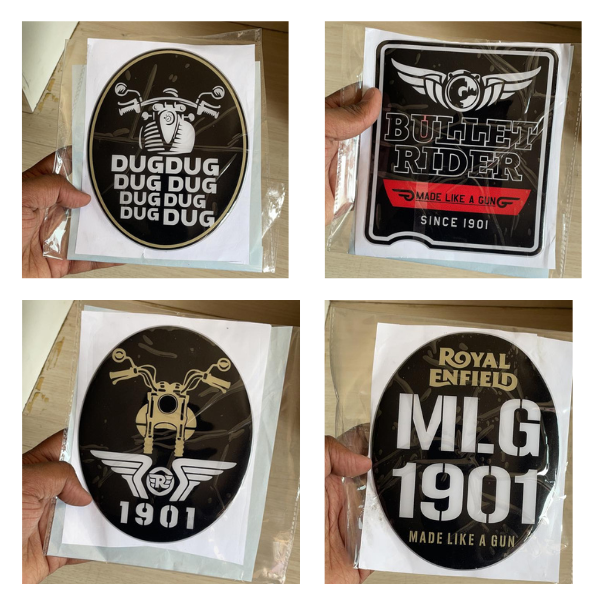 DUGDUG
DUG DUG
DUG DUG
DUG DUG
BULLET
RIDER
MADE LIKE A GUN
SINCE 1901
R
1901
ROYAL
ENFIELD
MLG
1901
MADE LIKE A GUN